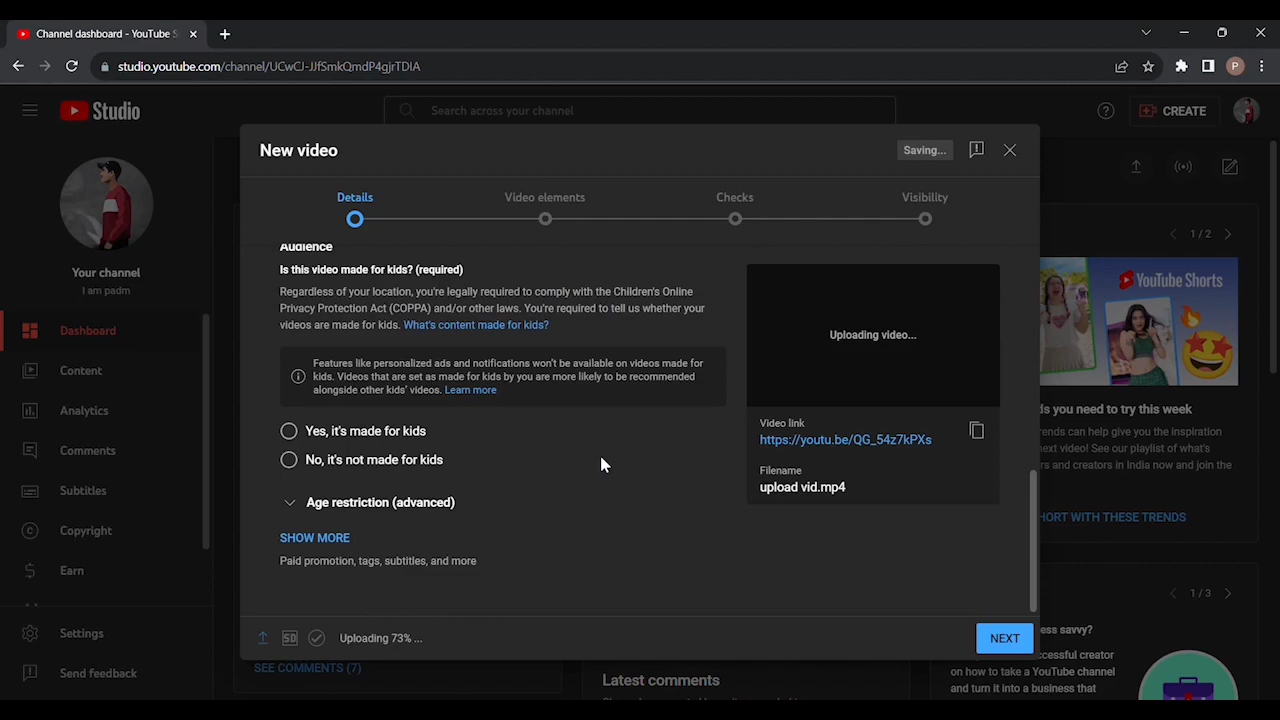 Channel dashboard - YouTube S
studio.youtube.com/channel/UCwCJ-JJfSmkQmdP4gjrTDIA
P
Studio
Search across your channel
CREATE
New video
Saving...
Details
Video elements
Checks
Visibility
Your channel
I am padm
Dashboard
Content
Analytics
Comments
Subtitles
Copyright
Earn
Settings
Send feedback
Audience
Is this video made for kids? (required)
Regardless of your location, you're legally required to comply with the Children's Online
Privacy Protection Act (COPPA) and/or other laws. You're required to tell us whether your
videos are made for kids. What's content made for kids?
Features like personalized ads and notifications won't be available on videos made for
kids. Videos that are set as made for kids by you are more likely to be recommended
alongside other kids' videos. Learn more
Yes, it's made for kids
No, it's not made for kids
Age restriction (advanced)
SHOW MORE
Paid promotion, tags, subtitles, and more
Uploading video...
Video link
https://youtu.be/QG_54z7kPXs
Filename
upload vid.mp4
SD
Uploading 73% ...
NEXT
1 / 2
YouTube Shorts
ds you need to try this week
rends can help give you the inspiration
next video! See our playlist of what's
rs and creators in India now and join the
HORT WITH THESE TRENDS
1 / 3
ess savvy?
ccessful creator
on how to take a YouTube channel
and turn it into a business that
SEE COMMENTS (7)
Latest comments